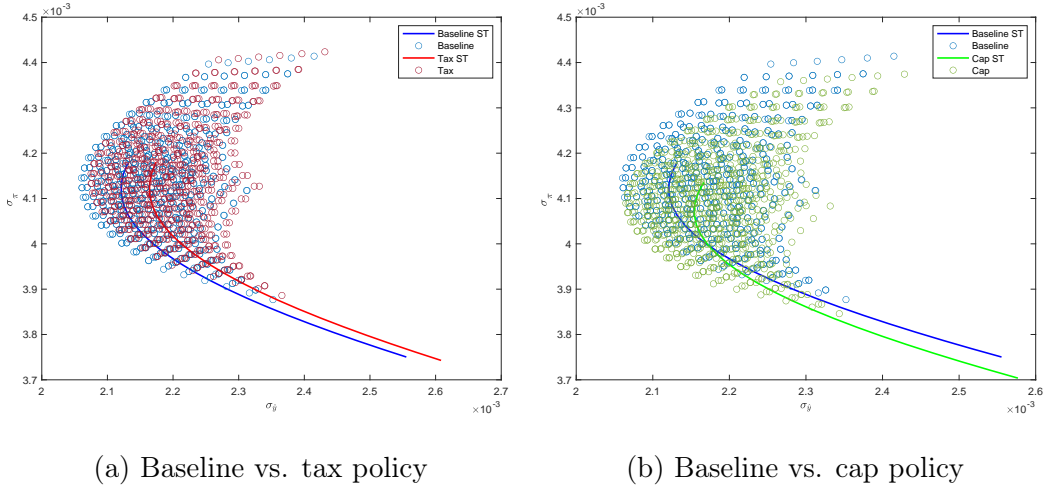 ×10⁻³
4.5
4.4
4.3
4.2
4.1
4
3.9
3.8
3.7
σπ
2
2.1
2.2
2.3
2.4
2.5
2.6
2.7
σŷ
×10⁻³
Baseline ST
Baseline
Tax ST
Tax
(a) Baseline vs. tax policy
×10⁻³
4.5
4.4
4.3
4.2
4.1
4
3.9
3.8
3.7
σπ
2
2.1
2.2
2.3
2.4
2.5
2.6
σŷ
×10⁻³
Baseline ST
Baseline
Cap ST
Cap
(b) Baseline vs. cap policy